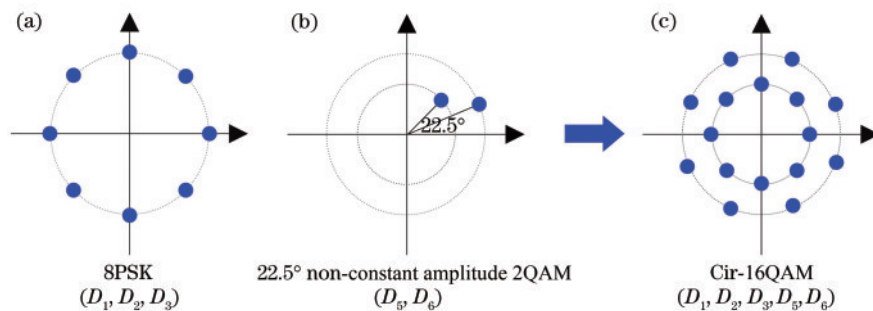 (a)
(b)
(c)
22.5°
8PSK
22.5° non-constant amplitude 2QAM
Cir-16QAM
(D₁, D₂, D₃)
(D₅, D₆)
(D₁, D₂, D₃, D₅, D₆)